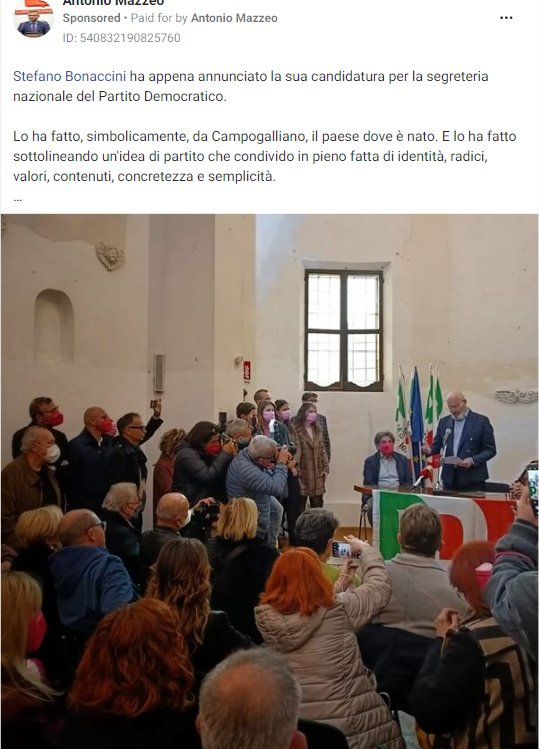 Antonio Mazzeo
Sponsored • Paid for by Antonio Mazzeo
ID: 540832190825760
Stefano Bonaccini ha appena annunciato la sua candidatura per la segreteria
nazionale del Partito Democratico.
Lo ha fatto, simbolicamente, da Campogalliano, il paese dove è nato. E lo ha fatto
sottolineando un'idea di partito che condivido in pieno fatta di identità, radici,
valori, contenuti, concretezza e semplicità.
...